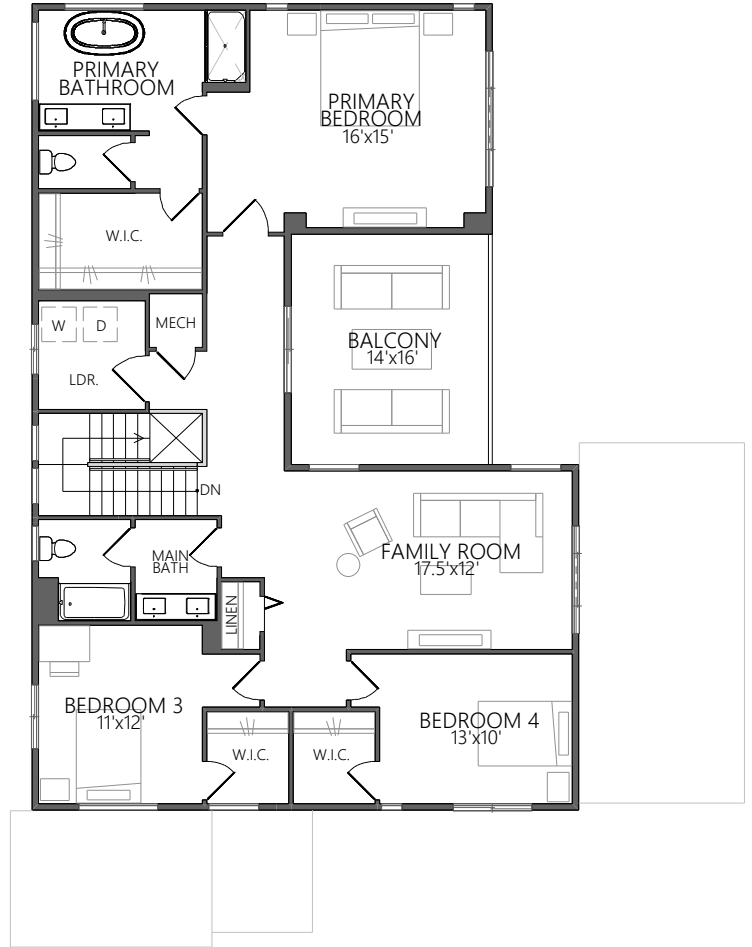 PRIMARY
BATHROOM
PRIMARY
BEDROOM
16'x15'
W.I.C.
W
D
MECH
LDR.
BALCONY
14'x16'
DN
MAIN
BATH
FAMILY ROOM
17.5'x12'
LINEN
BEDROOM 3
11'x12'
BEDROOM 4
13'x10'
W.I.C.
W.I.C.